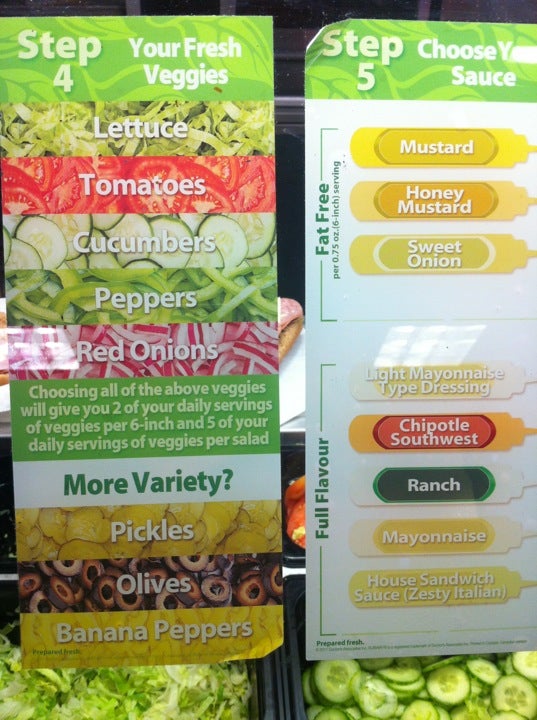 Step
4
Your Fresh
Veggies
Lettuce
Tomatoes
Cucumbers
Peppers
Red Onions
Choosing all of the above veggies
will give you 2 of your daily servings
of veggies per 6-inch and 5 of your
daily servings of veggies per salad
More Variety?
Pickles
Olives
Banana Peppers
Prepared fresh.
Step
5
Choose Y
Sauce
Fat Free
per 0.75 oz.(6-inch) serving
Mustard
Honey
Mustard
Sweet
Onion
Full Flavour
Light Mayonnaise
Type Dressing
Chipotle
Southwest
Ranch
Mayonnaise
House Sandwich
Sauce (Zesty Italian)
Prepared fresh.